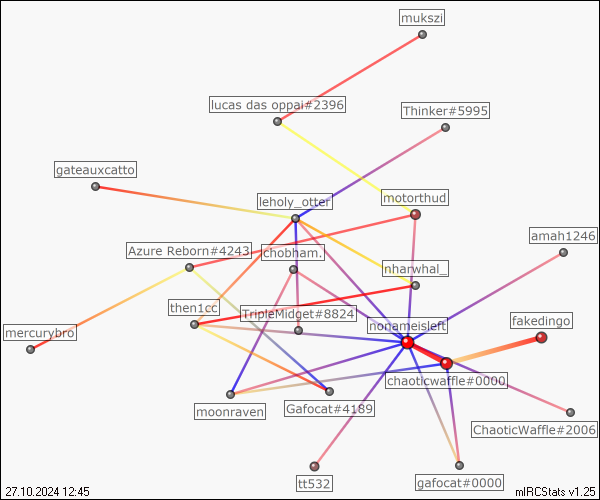 mukszi
lucas das oppai#2396
Thinker#5995
gateauxcatto
leholy_otter
motorthud
amah1246
Azure Reborn#4243
chobham.
nharwhal_
then1cc
TripleMidget#8824
nonameisleft
fakedingo
mercurybro
chaoticwaffle#0000
moonraven
Gafocat#4189
ChaoticWaffle#2006
tt532
gafocat#0000
27.10.2024 12:45
mIRCStats v1.25